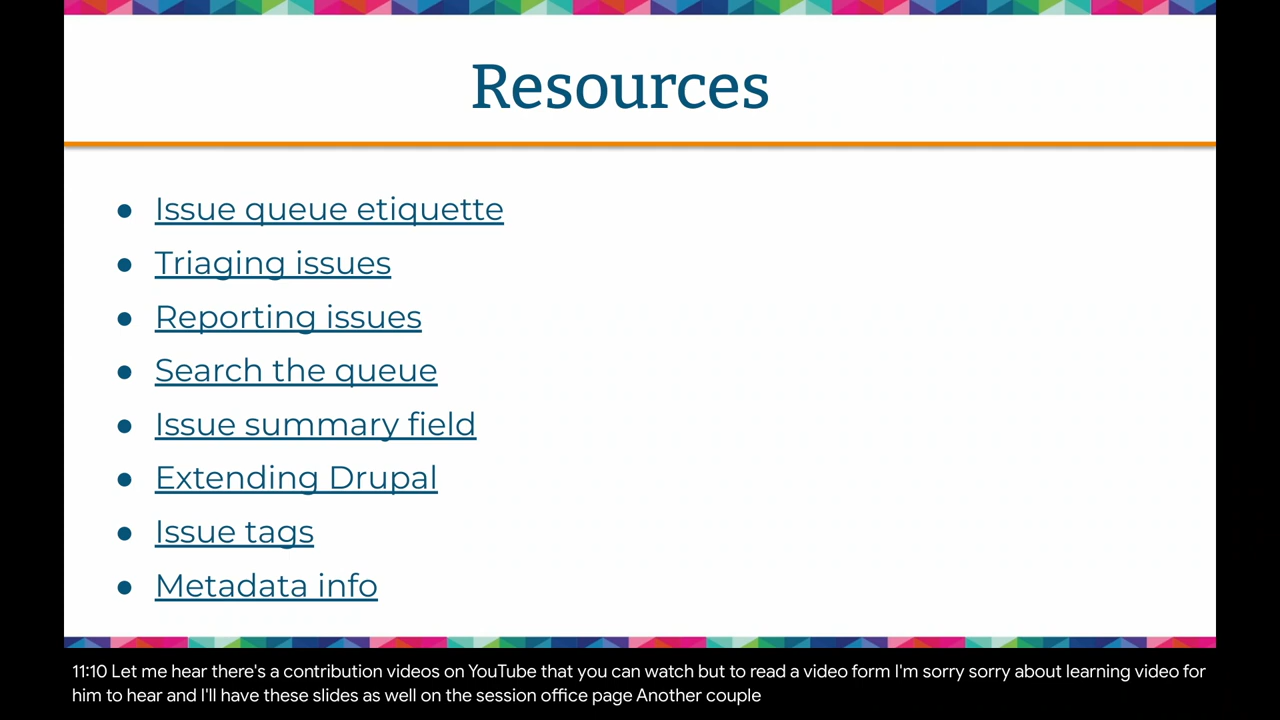 Resources
● Issue queue etiquette
● Triaging issues
● Reporting issues
● Search the queue
● Issue summary field
● Extending Drupal
● Issue tags
● Metadata info
11:10 Let me hear there's a contribution videos on YouTube that you can watch but to read a video form I'm sorry sorry about learning video for
him to hear and I'll have these slides as well on the session office page Another couple